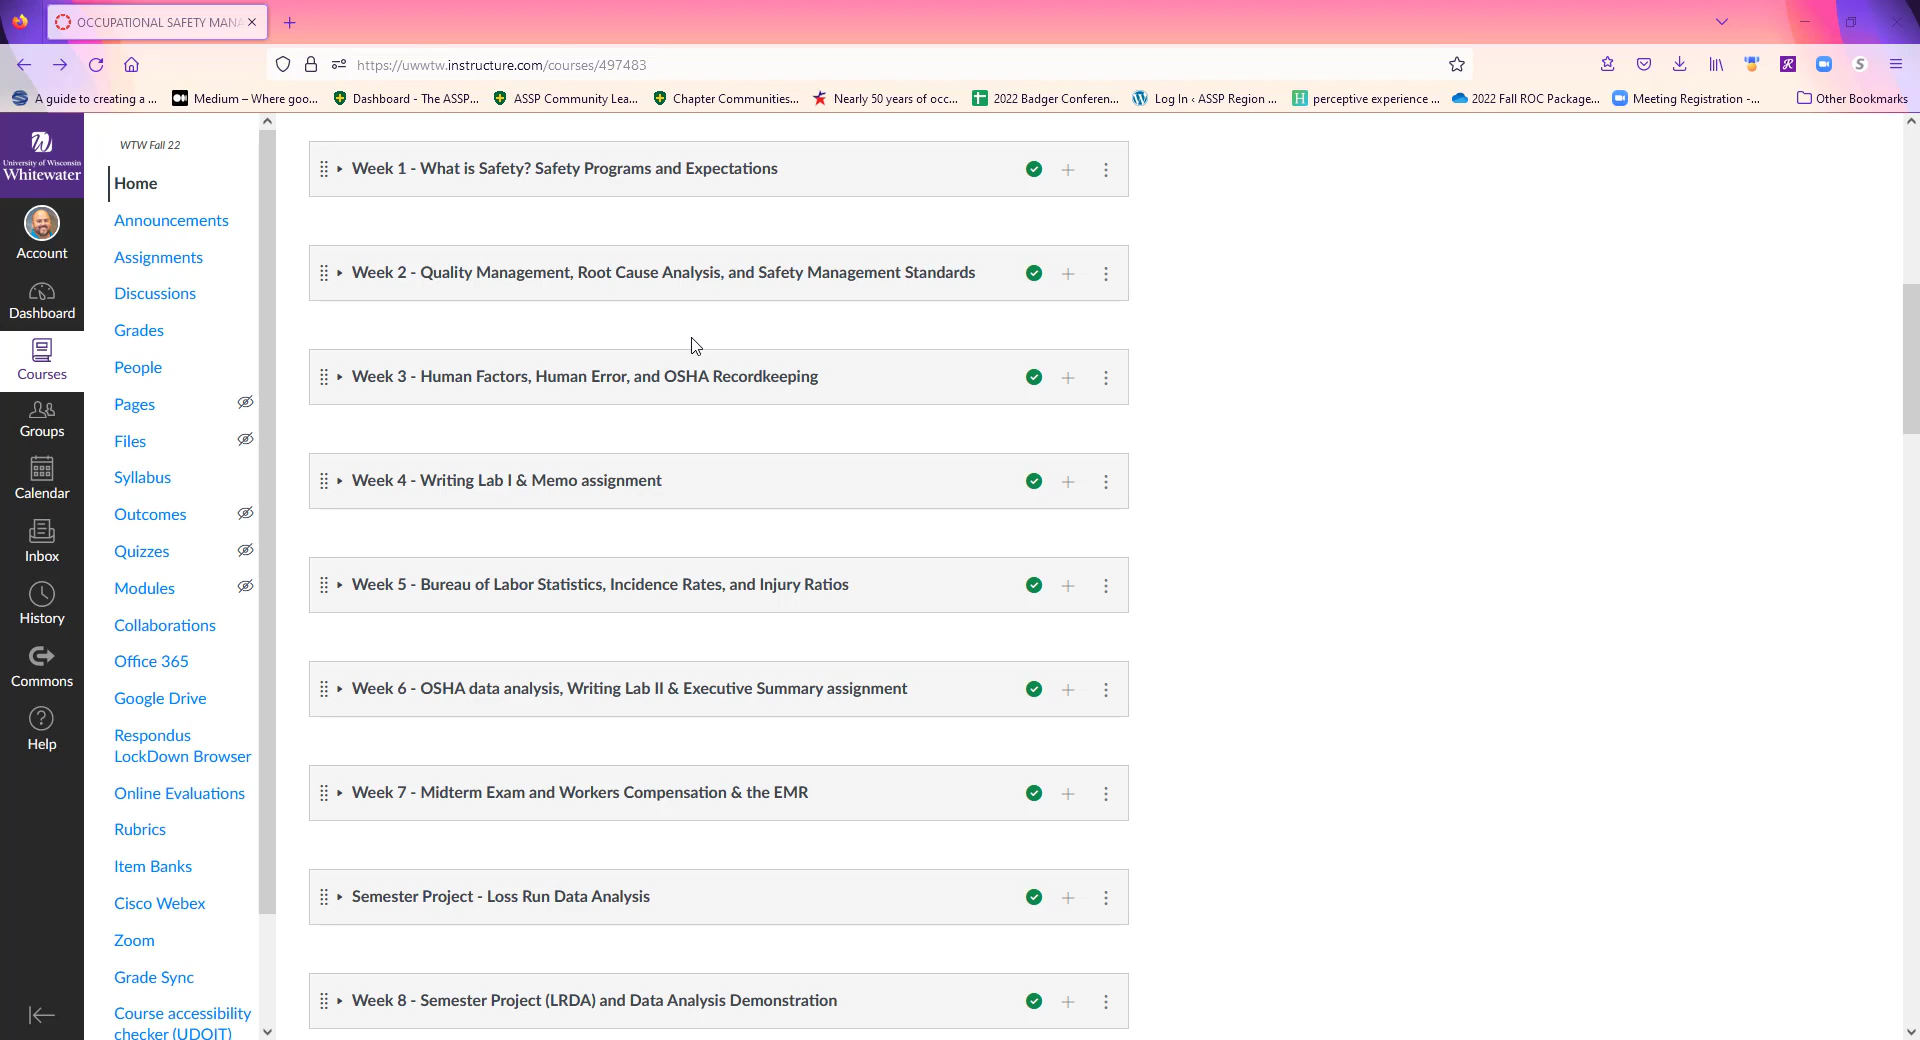 OCCUPATIONAL SAFETY MANA
https://uwwtw.instructure.com/courses/497483
A guide to creating a ...
Medium – Where goo...
Dashboard - The ASSP...
ASSP Community Lea...
Chapter Communities...
Nearly 50 years of occ...
2022 Badger Conferen...
Log In ‹ ASSP Region ...
perceptive experience ...
2022 Fall ROC Package...
Meeting Registration -...
Other Bookmarks
University of Wisconsin
Whitewater
Account
Dashboard
Courses
Groups
Calendar
Inbox
History
Commons
Help
WTW Fall 22
Home
Announcements
Assignments
Discussions
Grades
People
Pages
Files
Syllabus
Outcomes
Quizzes
Modules
Collaborations
Office 365
Google Drive
Respondus
LockDown Browser
Online Evaluations
Rubrics
Item Banks
Cisco Webex
Zoom
Grade Sync
Course accessibility
checker (UDOIT)
Week 1 - What is Safety? Safety Programs and Expectations
Week 2 - Quality Management, Root Cause Analysis, and Safety Management Standards
Week 3 - Human Factors, Human Error, and OSHA Recordkeeping
Week 4 - Writing Lab I & Memo assignment
Week 5 - Bureau of Labor Statistics, Incidence Rates, and Injury Ratios
Week 6 - OSHA data analysis, Writing Lab II & Executive Summary assignment
Week 7 - Midterm Exam and Workers Compensation & the EMR
Semester Project - Loss Run Data Analysis
Week 8 - Semester Project (LRDA) and Data Analysis Demonstration